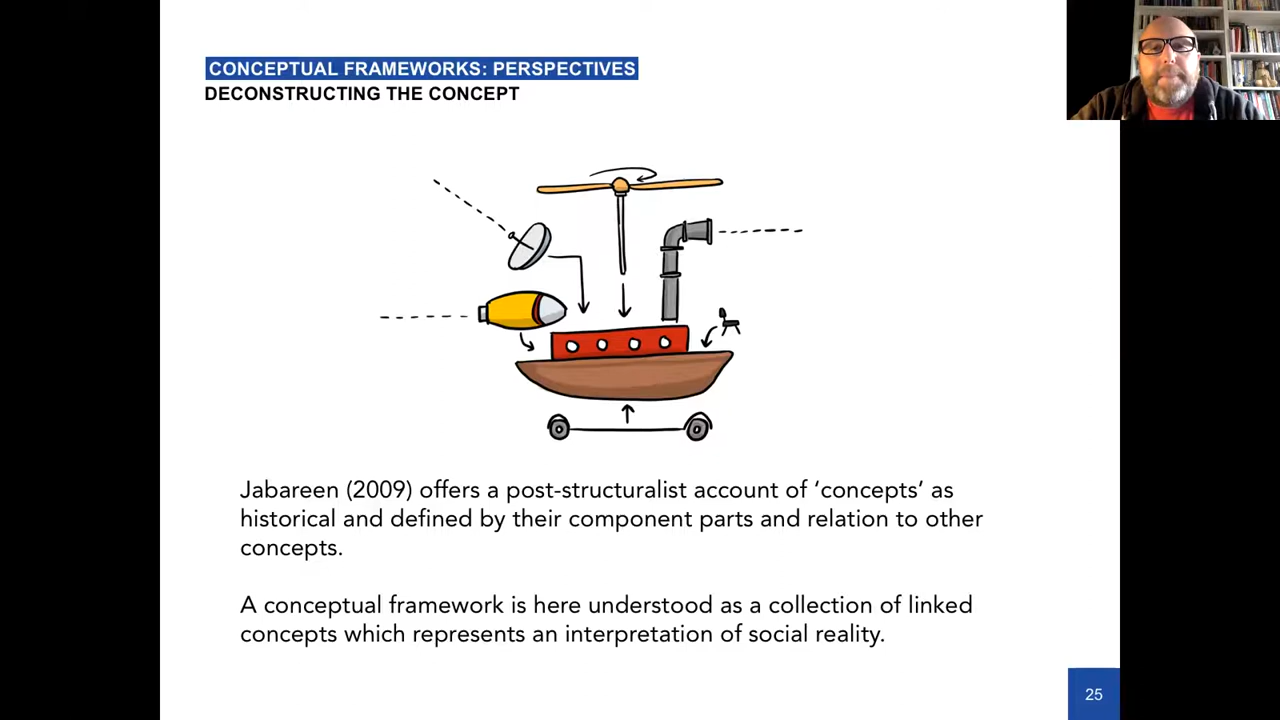 CONCEPTUAL FRAMEWORKS: PERSPECTIVES
DECONSTRUCTING THE CONCEPT
Jabareen (2009) offers a post-structuralist account of ‘concepts’ as
historical and defined by their component parts and relation to other
concepts.
A conceptual framework is here understood as a collection of linked
concepts which represents an interpretation of social reality.
25